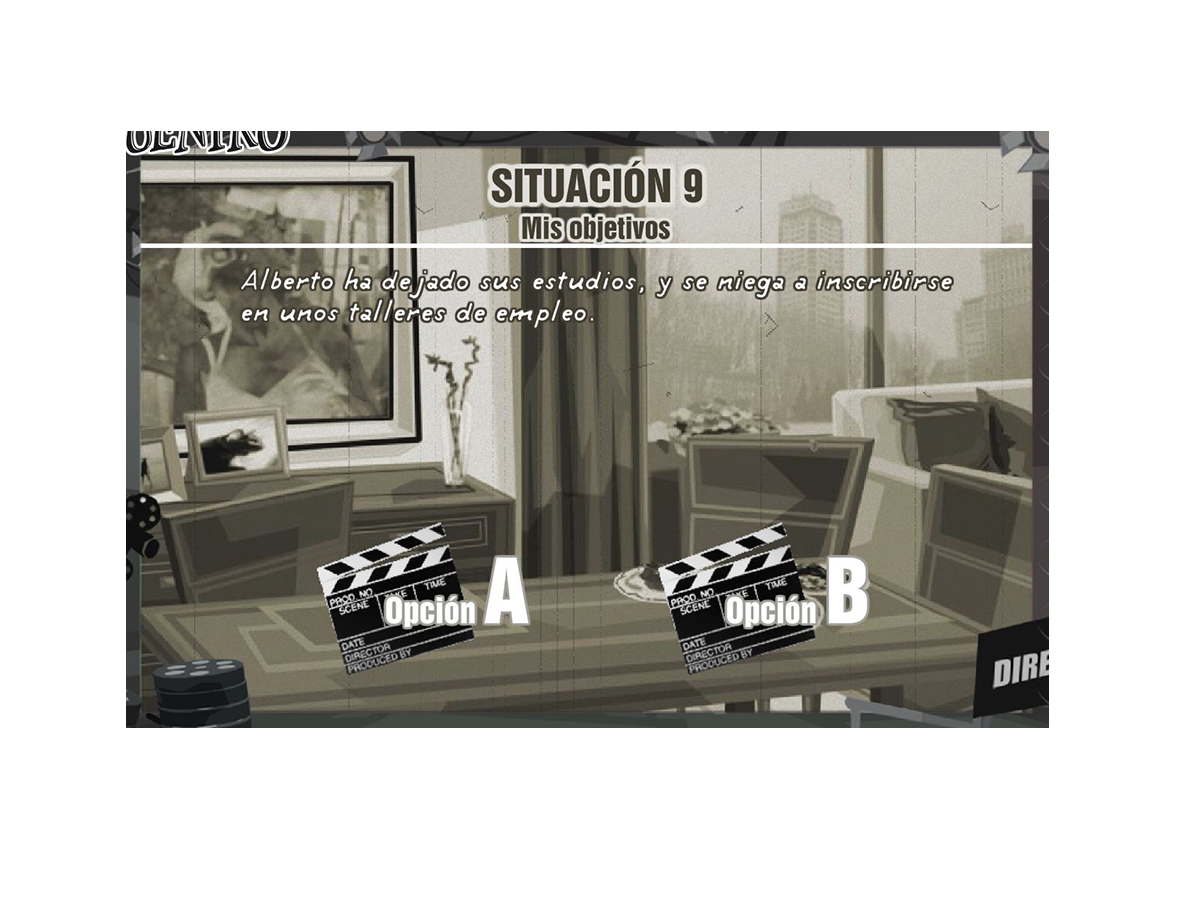 SITUACIÓN 9
Mis objetivos
Alberto ha dejado sus estudios, y se niega a inscribirse
en unos talleres de empleo.
PROD. NO
SCENE TAKE TIME
Opción A
DATE
DIRECTOR
PRODUCED BY
PROD. NO
SCENE TAKE TIME
Opción B
DATE
DIRECTOR
PRODUCED BY
DIRE